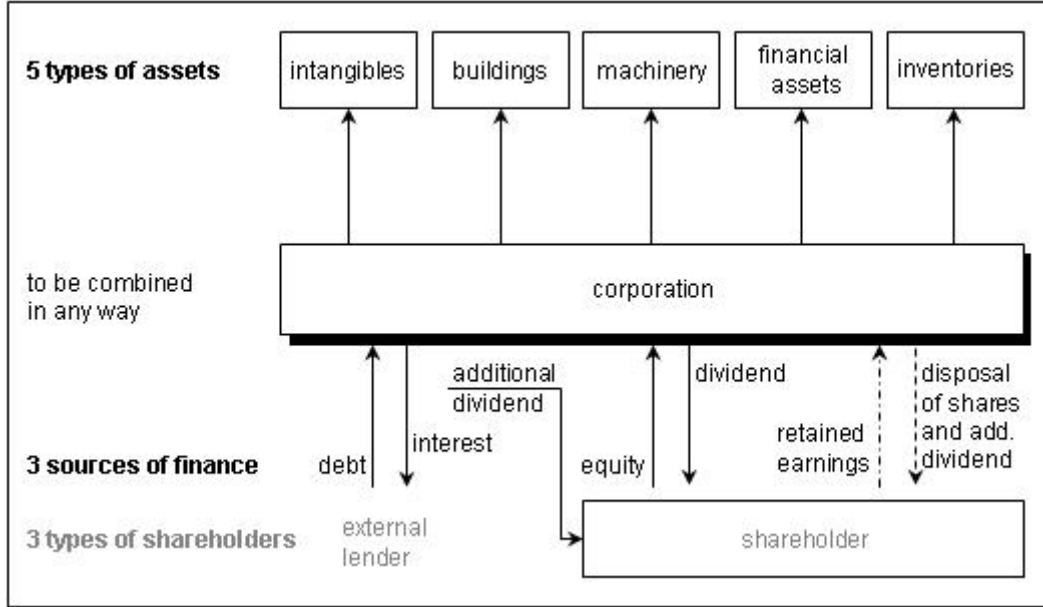 5 types of assets
intangibles
buildings
machinery
financial
assets
inventories
to be combined
in any way
corporation
additional
dividend
dividend
disposal
of shares
and add.
dividend
interest
retained
earnings
3 sources of finance
debt
equity
3 types of shareholders
external
lender
shareholder